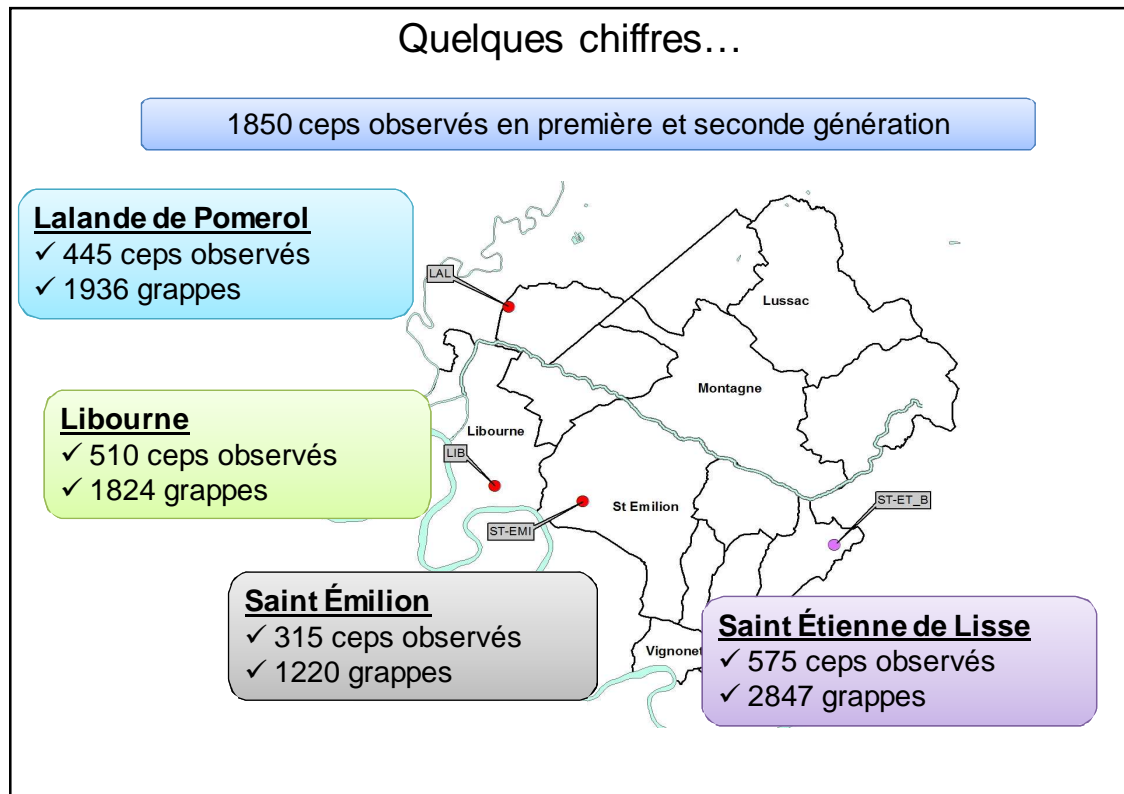 Quelques chiffres…
1850 ceps observés en première et seconde génération
Lalande de Pomerol
✓ 445 ceps observés
✓ 1936 grappes
LAL
Lussac
Montagne
Libourne
✓ 510 ceps observés
✓ 1824 grappes
Libourne
LIB
St Emilion
ST-EMI
ST-ET_B
Saint Émilion
✓ 315 ceps observés
✓ 1220 grappes
Vignonet
Saint Étienne de Lisse
✓ 575 ceps observés
✓ 2847 grappes